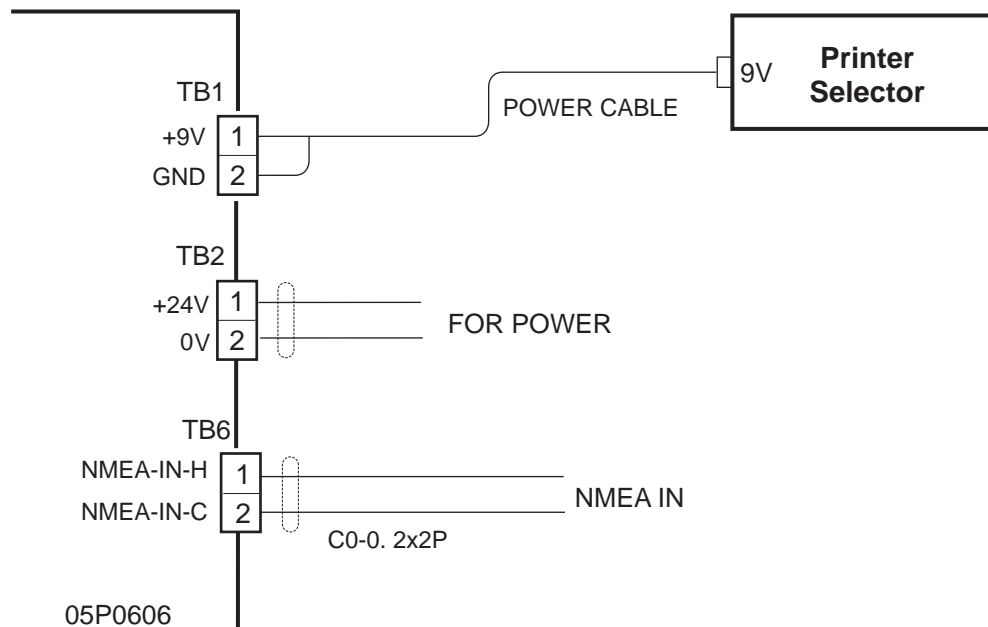 TB1
+9V 1
GND 2
POWER CABLE
9V
Printer
Selector
TB2
+24V 1
0V 2
FOR POWER
TB6
NMEA-IN-H 1
NMEA-IN-C 2
NMEA IN
C0-0. 2x2P
05P0606